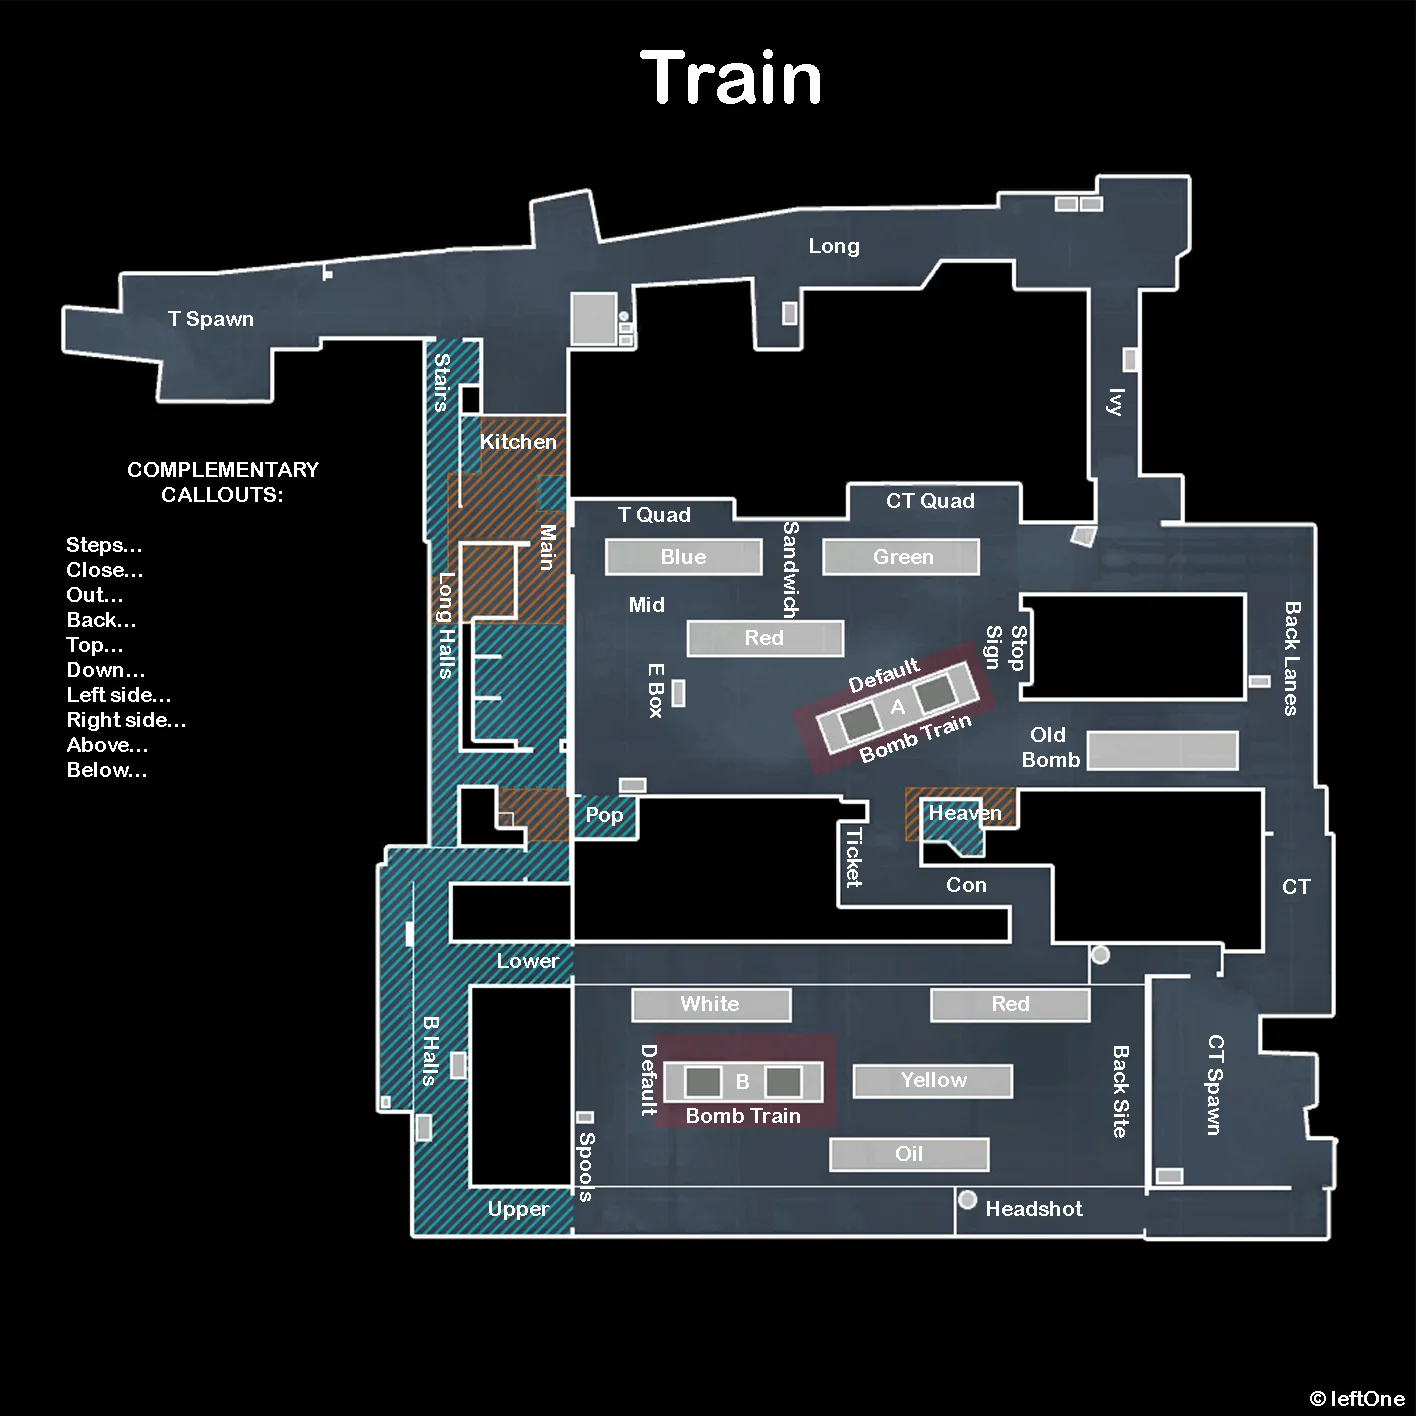 Train
Long
T Spawn
Stairs
Ivy
Kitchen
COMPLEMENTARY
CALLOUTS:
Steps...
Close...
Out...
Back...
Top...
Down...
Left side...
Right side...
Above...
Below...
Main
Long Halls
T Quad
CT Quad
Blue
Sandwich
Green
Mid
Red
E Box
Stop
Sign
Back Lanes
Default
A
Bomb Train
Old
Bomb
Pop
Heaven
Ticket
Con
CT
Lower
White
Red
B Halls
Default
B
Bomb Train
Yellow
Back Site
CT Spawn
Oil
Spools
Upper
Headshot
© leftOne